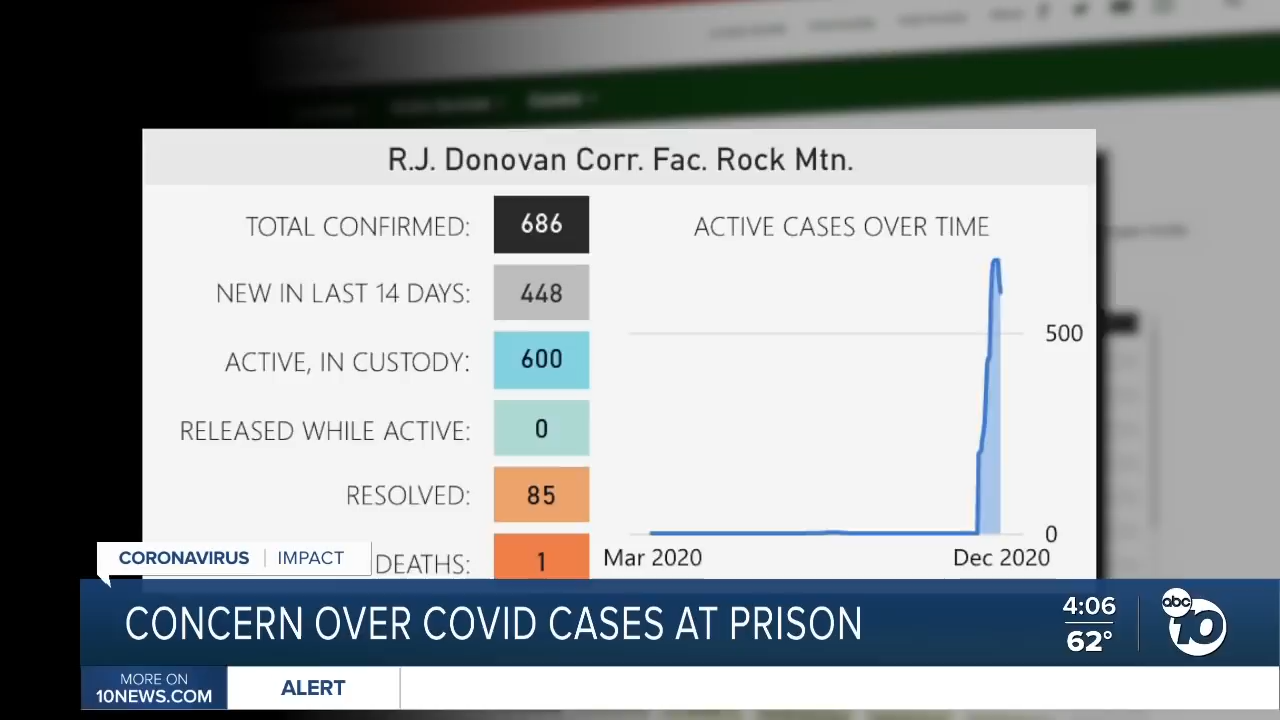 R.J. Donovan Corr. Fac. Rock Mtn.
TOTAL CONFIRMED: 686
NEW IN LAST 14 DAYS: 448
ACTIVE, IN CUSTODY: 600
RELEASED WHILE ACTIVE: 0
RESOLVED: 85
DEATHS: 1
ACTIVE CASES OVER TIME
500
0
Mar 2020 Dec 2020
CORONAVIRUS | IMPACT
CONCERN OVER COVID CASES AT PRISON
4:06
62°
abc
10
MORE ON
10NEWS.COM
ALERT